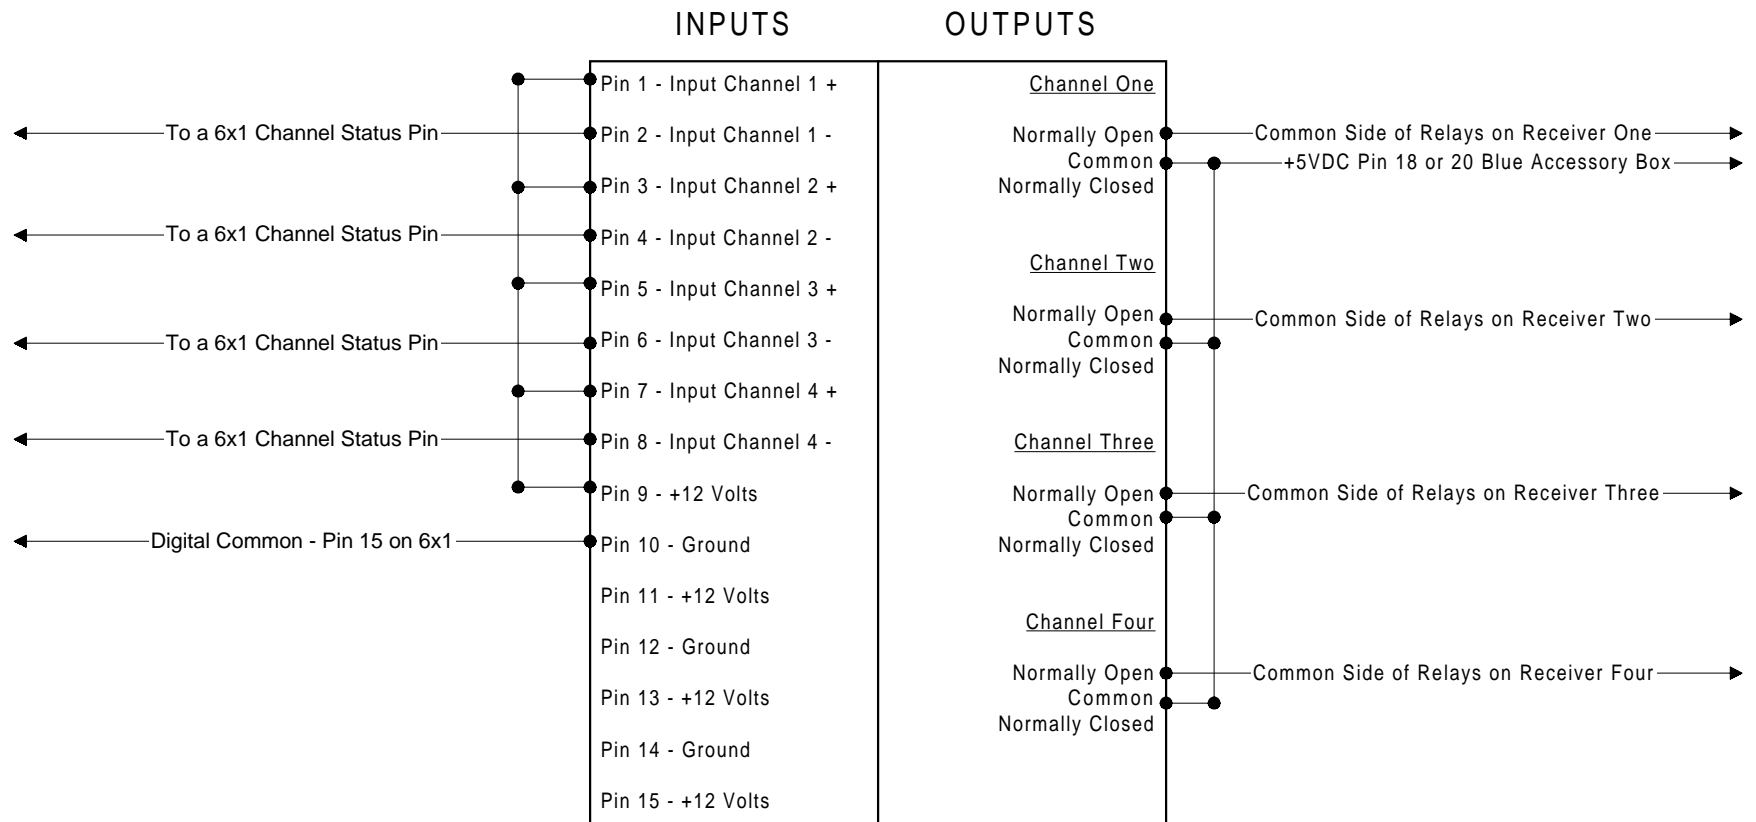 INPUTS
OUTPUTS
Pin 1 - Input Channel 1 +
To a 6x1 Channel Status Pin
Pin 2 - Input Channel 1 -
Pin 3 - Input Channel 2 +
To a 6x1 Channel Status Pin
Pin 4 - Input Channel 2 -
Pin 5 - Input Channel 3 +
To a 6x1 Channel Status Pin
Pin 6 - Input Channel 3 -
Pin 7 - Input Channel 4 +
To a 6x1 Channel Status Pin
Pin 8 - Input Channel 4 -
Pin 9 - +12 Volts
Digital Common - Pin 15 on 6x1
Pin 10 - Ground
Pin 11 - +12 Volts
Pin 12 - Ground
Pin 13 - +12 Volts
Pin 14 - Ground
Pin 15 - +12 Volts
Channel One
Normally Open
Common Side of Relays on Receiver One
Common
+5VDC Pin 18 or 20 Blue Accessory Box
Normally Closed
Channel Two
Normally Open
Common Side of Relays on Receiver Two
Common
Normally Closed
Channel Three
Normally Open
Common Side of Relays on Receiver Three
Common
Normally Closed
Channel Four
Normally Open
Common Side of Relays on Receiver Four
Common
Normally Closed